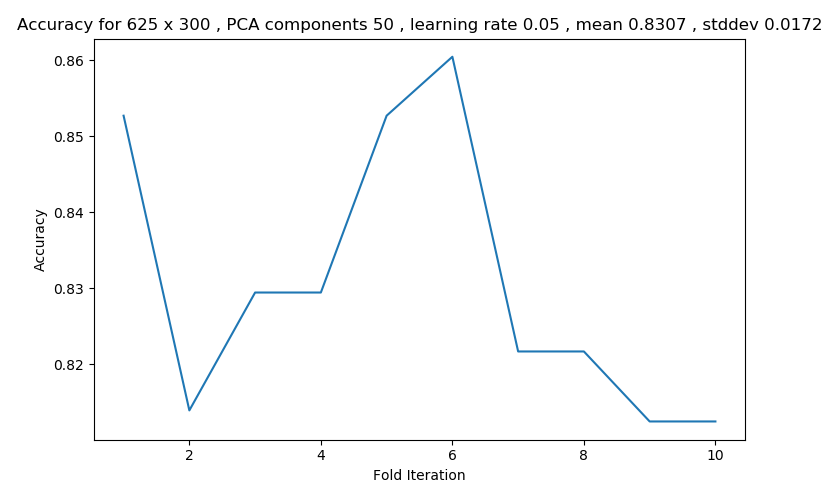 Accuracy for 625 x 300 , PCA components 50 , learning rate 0.05 , mean 0.8307 , stddev 0.0172
0.86
0.85
0.84
0.83
0.82
Accuracy
2 4 6 8 10
Fold Iteration